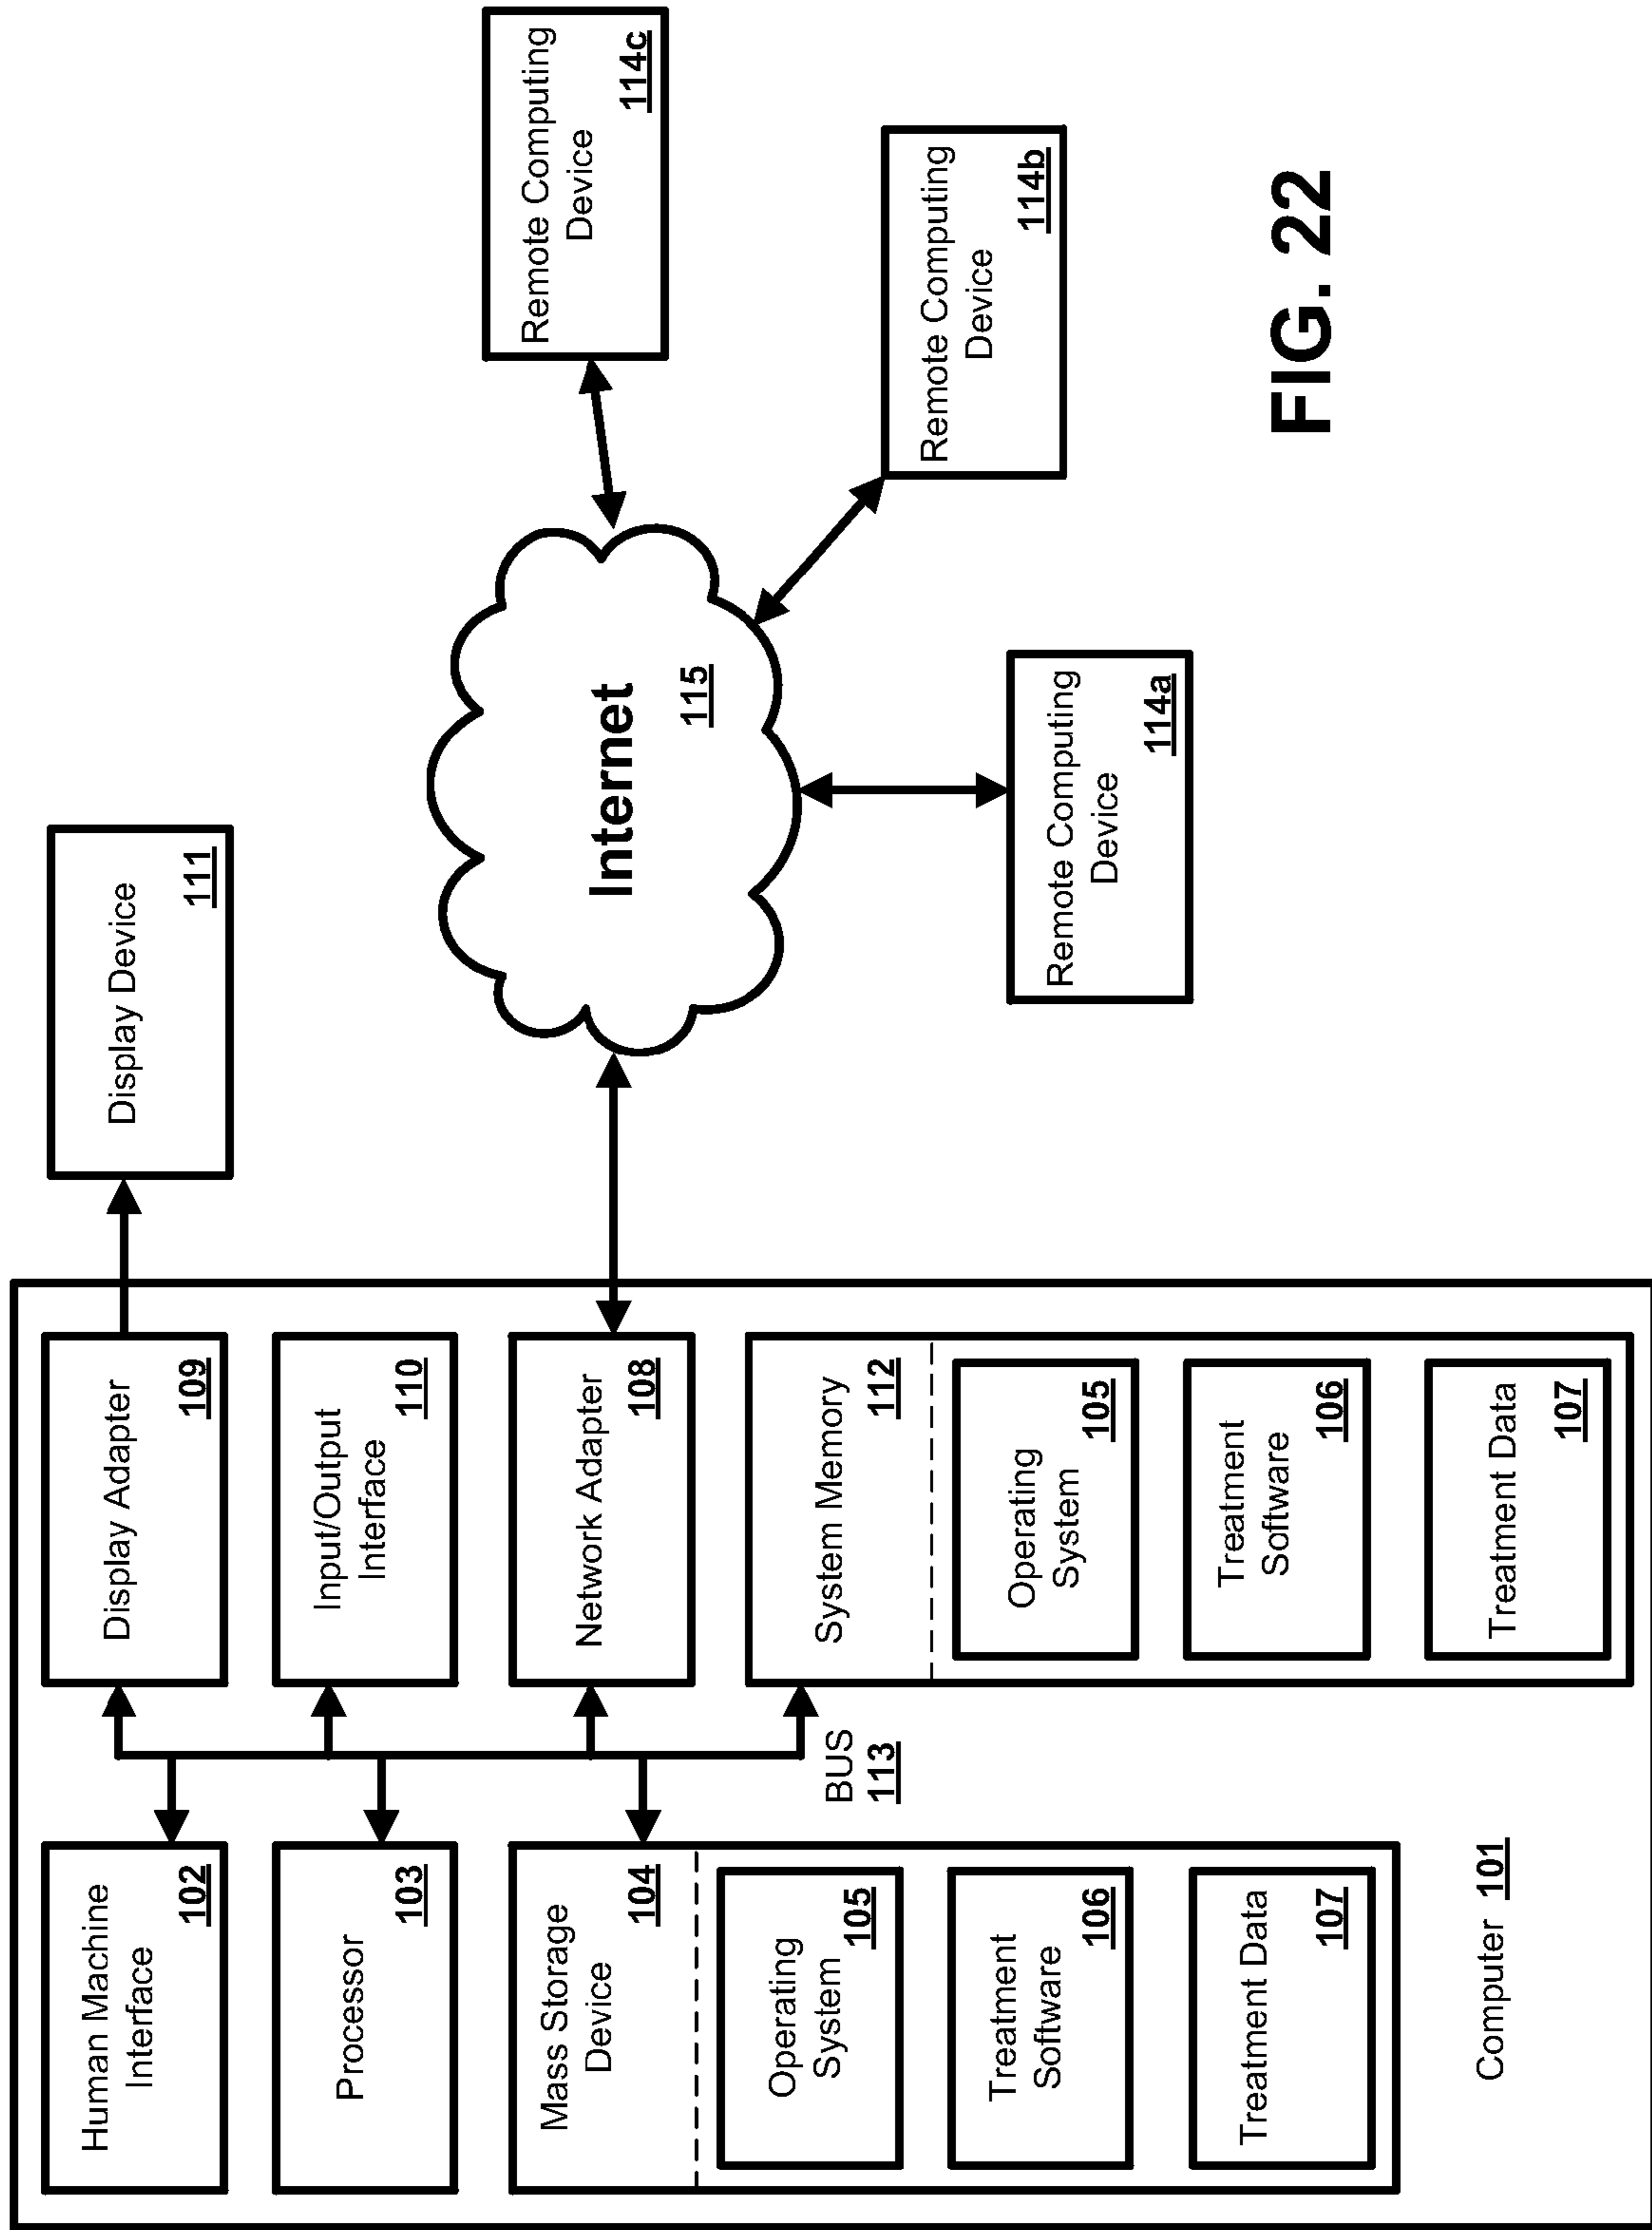 Human Machine
Interface
102
Processor
103
Mass Storage
Device
104
Operating
System
105
Treatment
Software
106
Treatment Data
107
Computer 101
BUS
113
Display Adapter
109
Input/Output
Interface
110
Network Adapter
108
System Memory
112
Operating
System
105
Treatment
Software
106
Treatment Data
107
Display Device
111
Internet
115
Remote Computing
Device
114a
Remote Computing
Device
114b
Remote Computing
Device
114c
FIG. 22